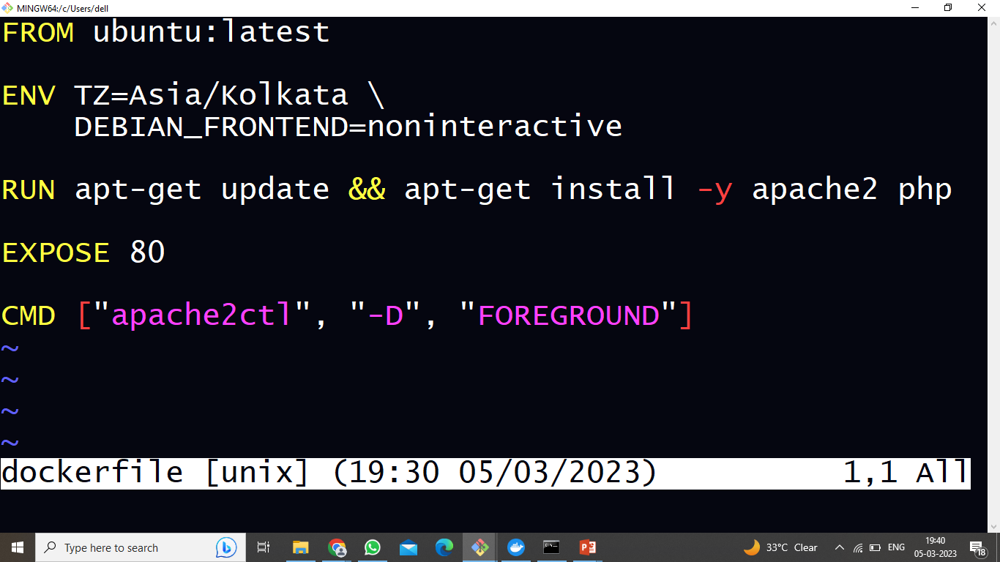 MINGW64:/c/Users/dell
FROM ubuntu:latest
ENV TZ=Asia/Kolkata \
    DEBIAN_FRONTEND=noninteractive
RUN apt-get update && apt-get install -y apache2 php
EXPOSE 80
CMD ["apache2ctl", "-D", "FOREGROUND"]
~
~
~
~
dockerfile [unix] (19:30 05/03/2023) 1,1 All
Type here to search
33°C Clear
ENG
19:40
05-03-2023
18